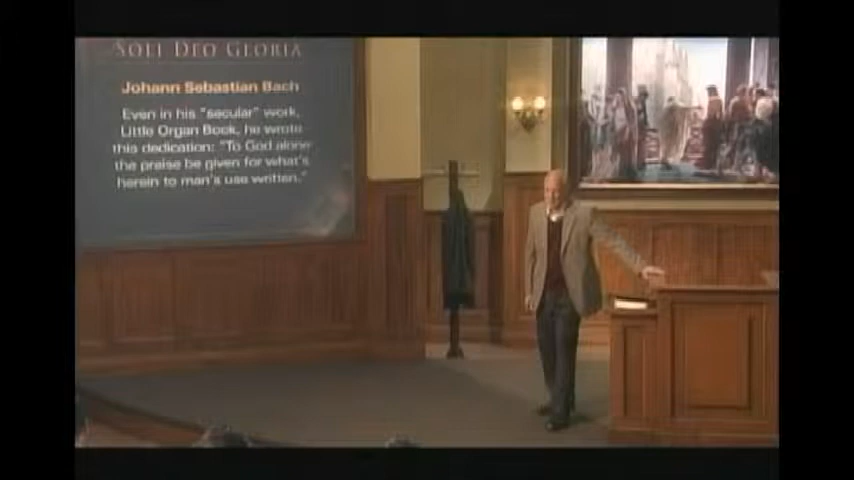 SOLI DEO GLORIA
Johann Sebastian Bach
Even in his "secular" work,
Little Organ Book, he wrote
this dedication: "To God alone
the praise be given for what's
herein to man's use written."